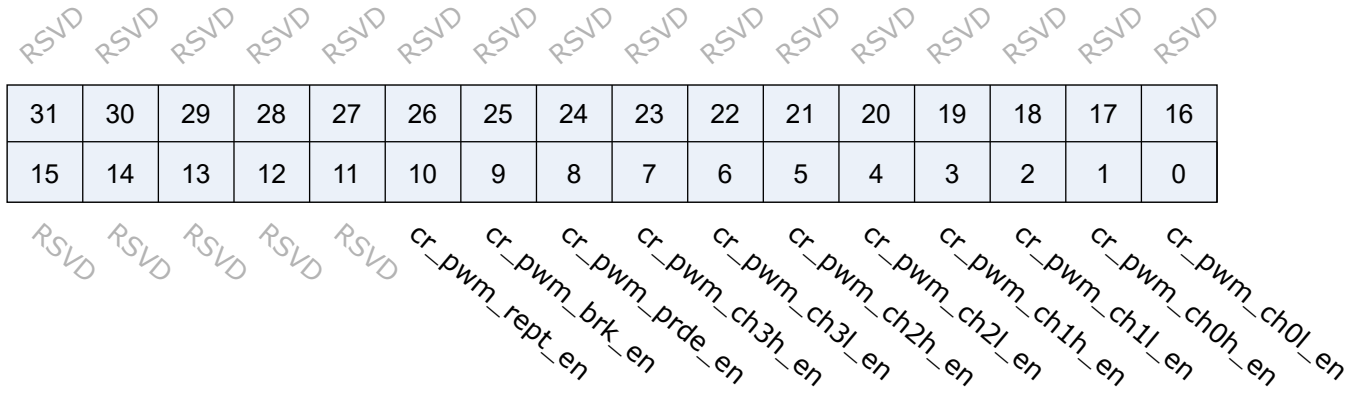 RSVD RSVD RSVD RSVD RSVD RSVD RSVD RSVD RSVD RSVD RSVD RSVD RSVD RSVD RSVD RSVD
31 30 29 28 27 26 25 24 23 22 21 20 19 18 17 16
15 14 13 12 11 10 9 8 7 6 5 4 3 2 1 0
RSVD RSVD RSVD RSVD RSVD cr_pwm_rept_en cr_pwm_brk_en cr_pwm_prde_en cr_pwm_ch3h_en cr_pwm_ch3l_en cr_pwm_ch2h_en cr_pwm_ch2l_en cr_pwm_ch1h_en cr_pwm_ch1l_en cr_pwm_ch0h_en cr_pwm_ch0l_en